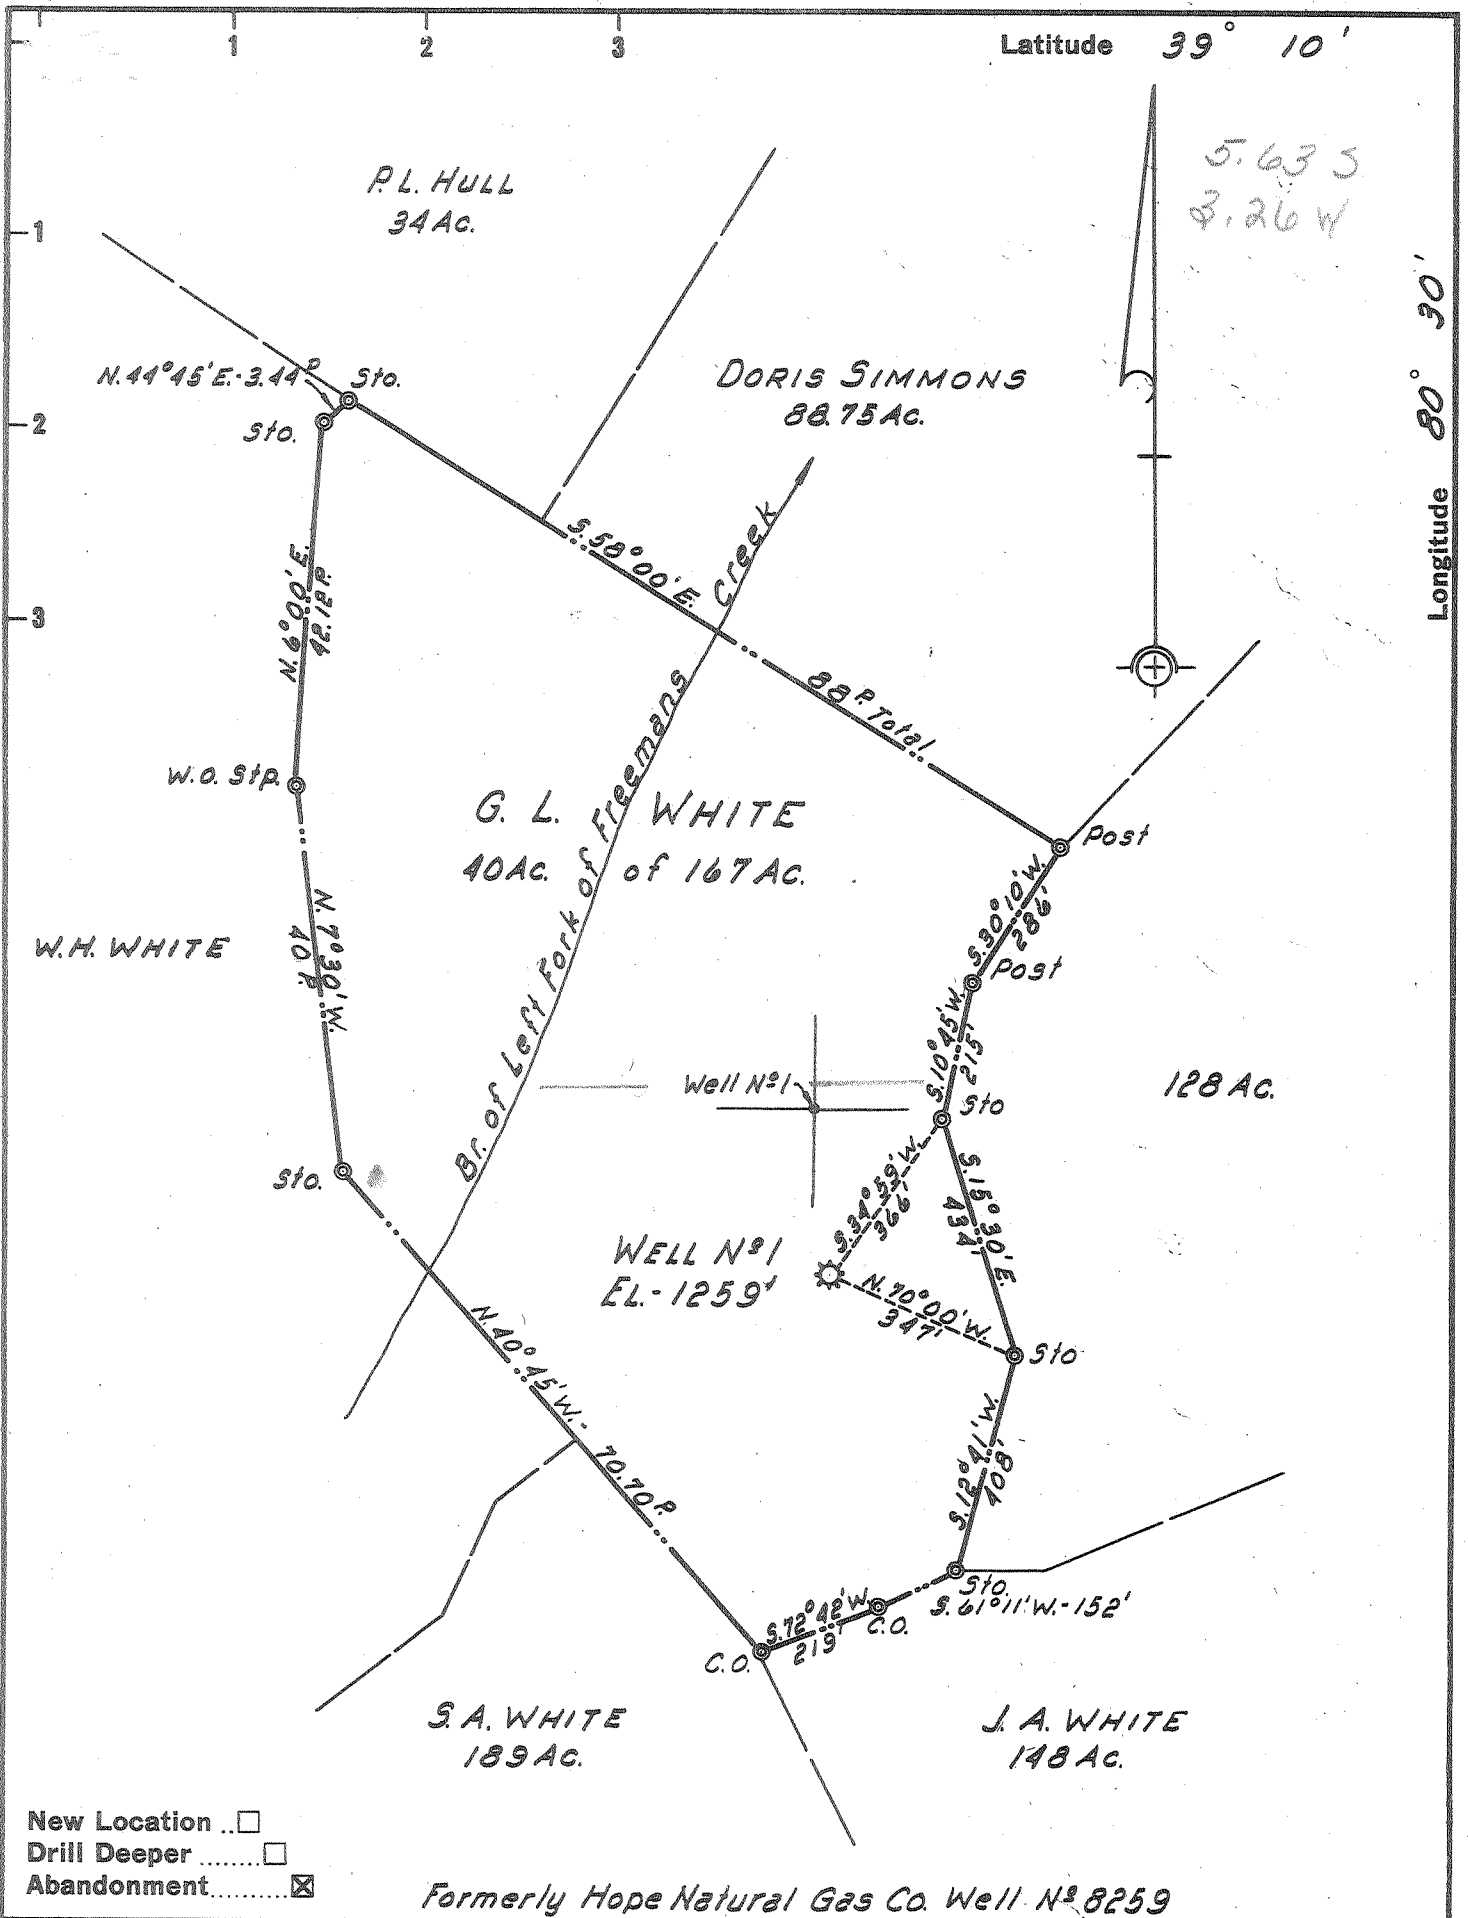 1 2 3 Latitude 39° 10'
5.63 S
3.26 W
P.L. HULL
34 Ac.
1
Longitude 80° 30'
N.44°45'E.-3.44P
Sto.
DORIS SIMMONS
88.75 Ac.
2
Sto.
S.58°00'E.
88 P. Total
N.6°00'E.
42.12 P.
3
Br. of Left Fork of Freemans Creek
W.O. Stp.
G. L. WHITE
40 Ac. of 167 Ac.
Post
S.30°10'W.
286'
W.H. WHITE
N. 7°30' W.
40 P.
Post
S.10°45'W.
215'
Well Nº 1
Sto
128 Ac.
Sto.
S.34°59'W.
366'
S.15°30'E.
434'
WELL Nº 1
EL.-1259'
N.70°00'W.
347'
Sto
N.40°45'W.-
70.70 P.
S.12°41'W.
408'
Sto.
S.61°11'W.-152'
S.72°42'W.
219'
C.O.
C.O.
S.A. WHITE
189 Ac.
J.A. WHITE
148 Ac.
New Location ..☐
Drill Deeper ........☐
Abandonment..........☒
Formerly Hope Natural Gas Co. Well Nº 8259